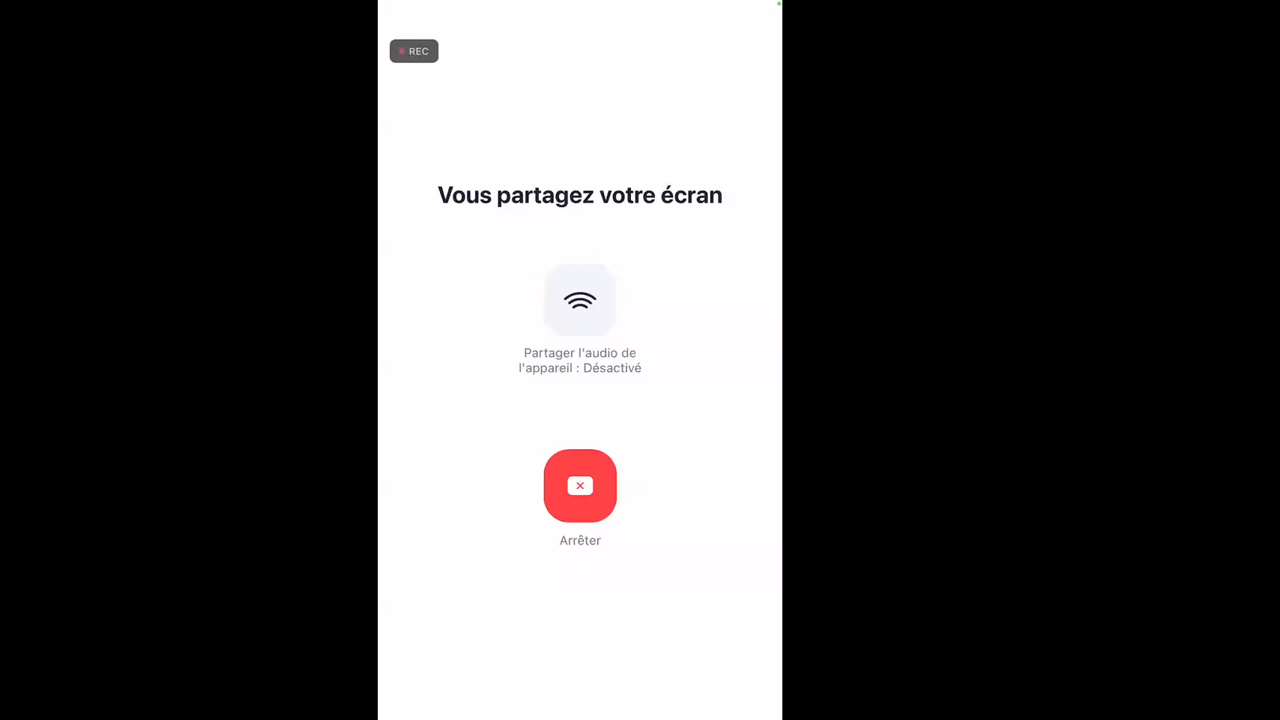 REC
Vous partagez votre écran
Partager l'audio de
l'appareil : Désactivé
Arrêter